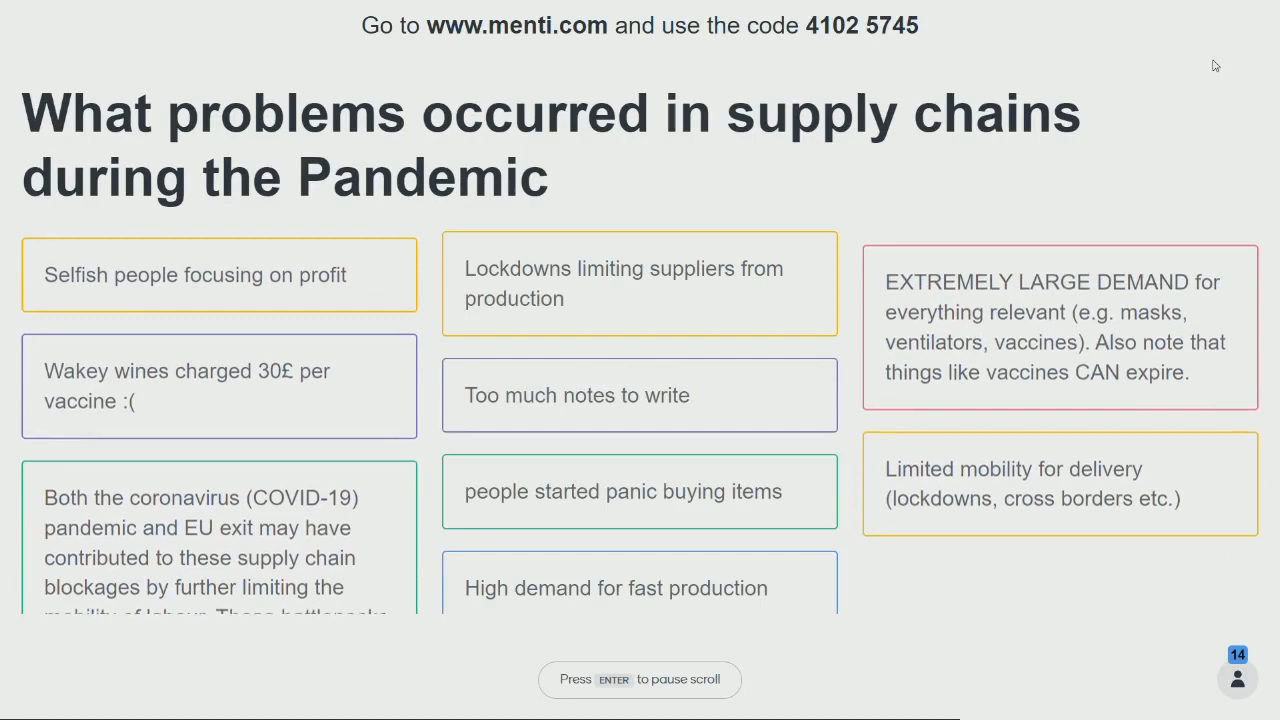 Go to www.menti.com and use the code 4102 5745
What problems occurred in supply chains
during the Pandemic
Selfish people focusing on profit
Wakey wines charged 30£ per
vaccine :(
Both the coronavirus (COVID-19)
pandemic and EU exit may have
contributed to these supply chain
blockages by further limiting the
mobility of labour. These bottlenecks
Lockdowns limiting suppliers from
production
Too much notes to write
people started panic buying items
High demand for fast production
EXTREMELY LARGE DEMAND for
everything relevant (e.g. masks,
ventilators, vaccines). Also note that
things like vaccines CAN expire.
Limited mobility for delivery
(lockdowns, cross borders etc.)
Press ENTER to pause scroll
14